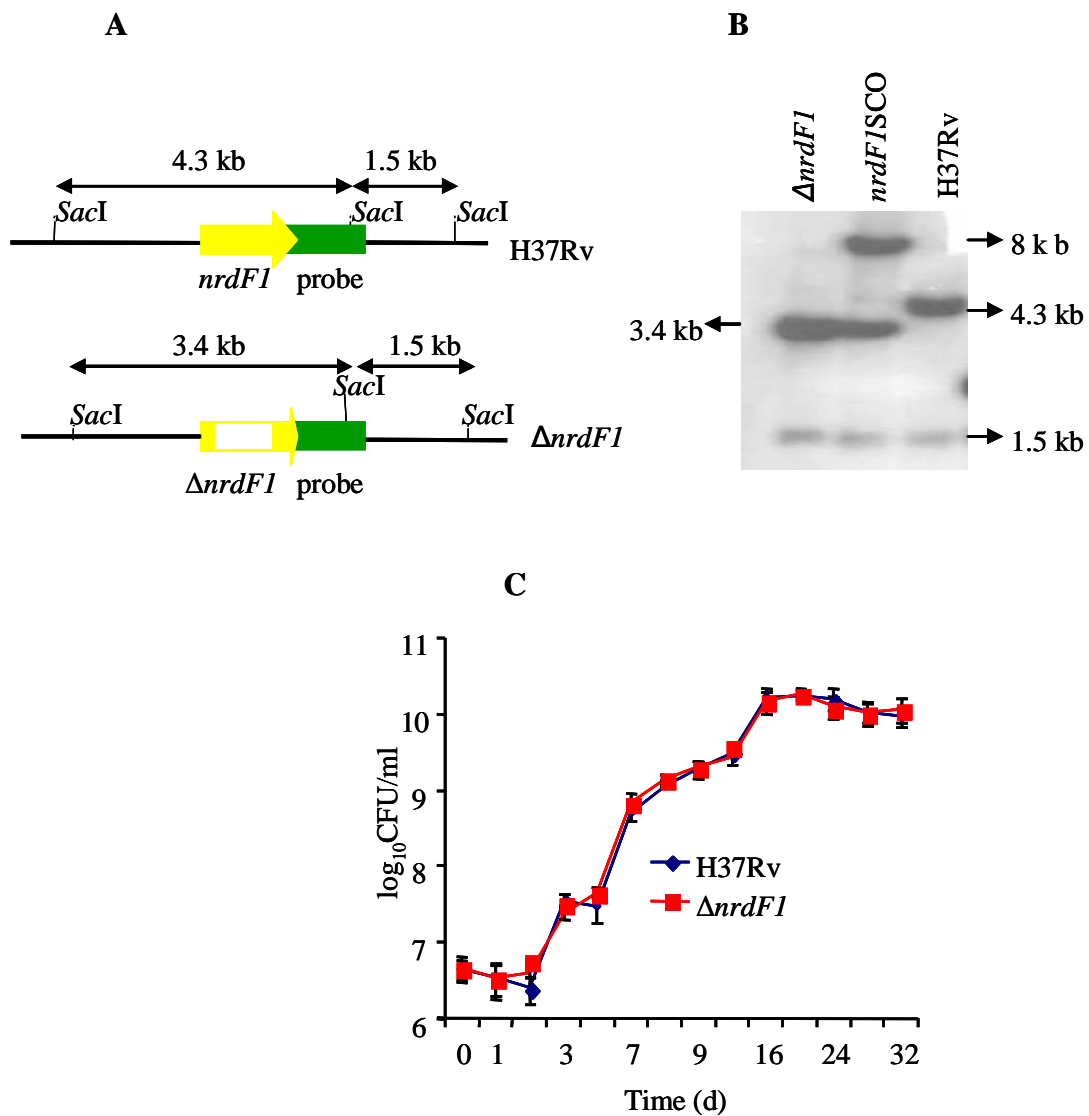 A
4.3 kb 1.5 kb
SacI SacI SacI
nrdF1 probe H37Rv
3.4 kb 1.5 kb
SacI SacI SacI
ΔnrdF1 probe ΔnrdF1
B
ΔnrdF1
nrdF1SCO
H37Rv
8 k b
4.3 kb
3.4 kb
1.5 kb
C
11
10
9
8
7
6
log10CFU/ml
H37Rv
ΔnrdF1
0 1 3 7 9 16 24 32
Time (d)